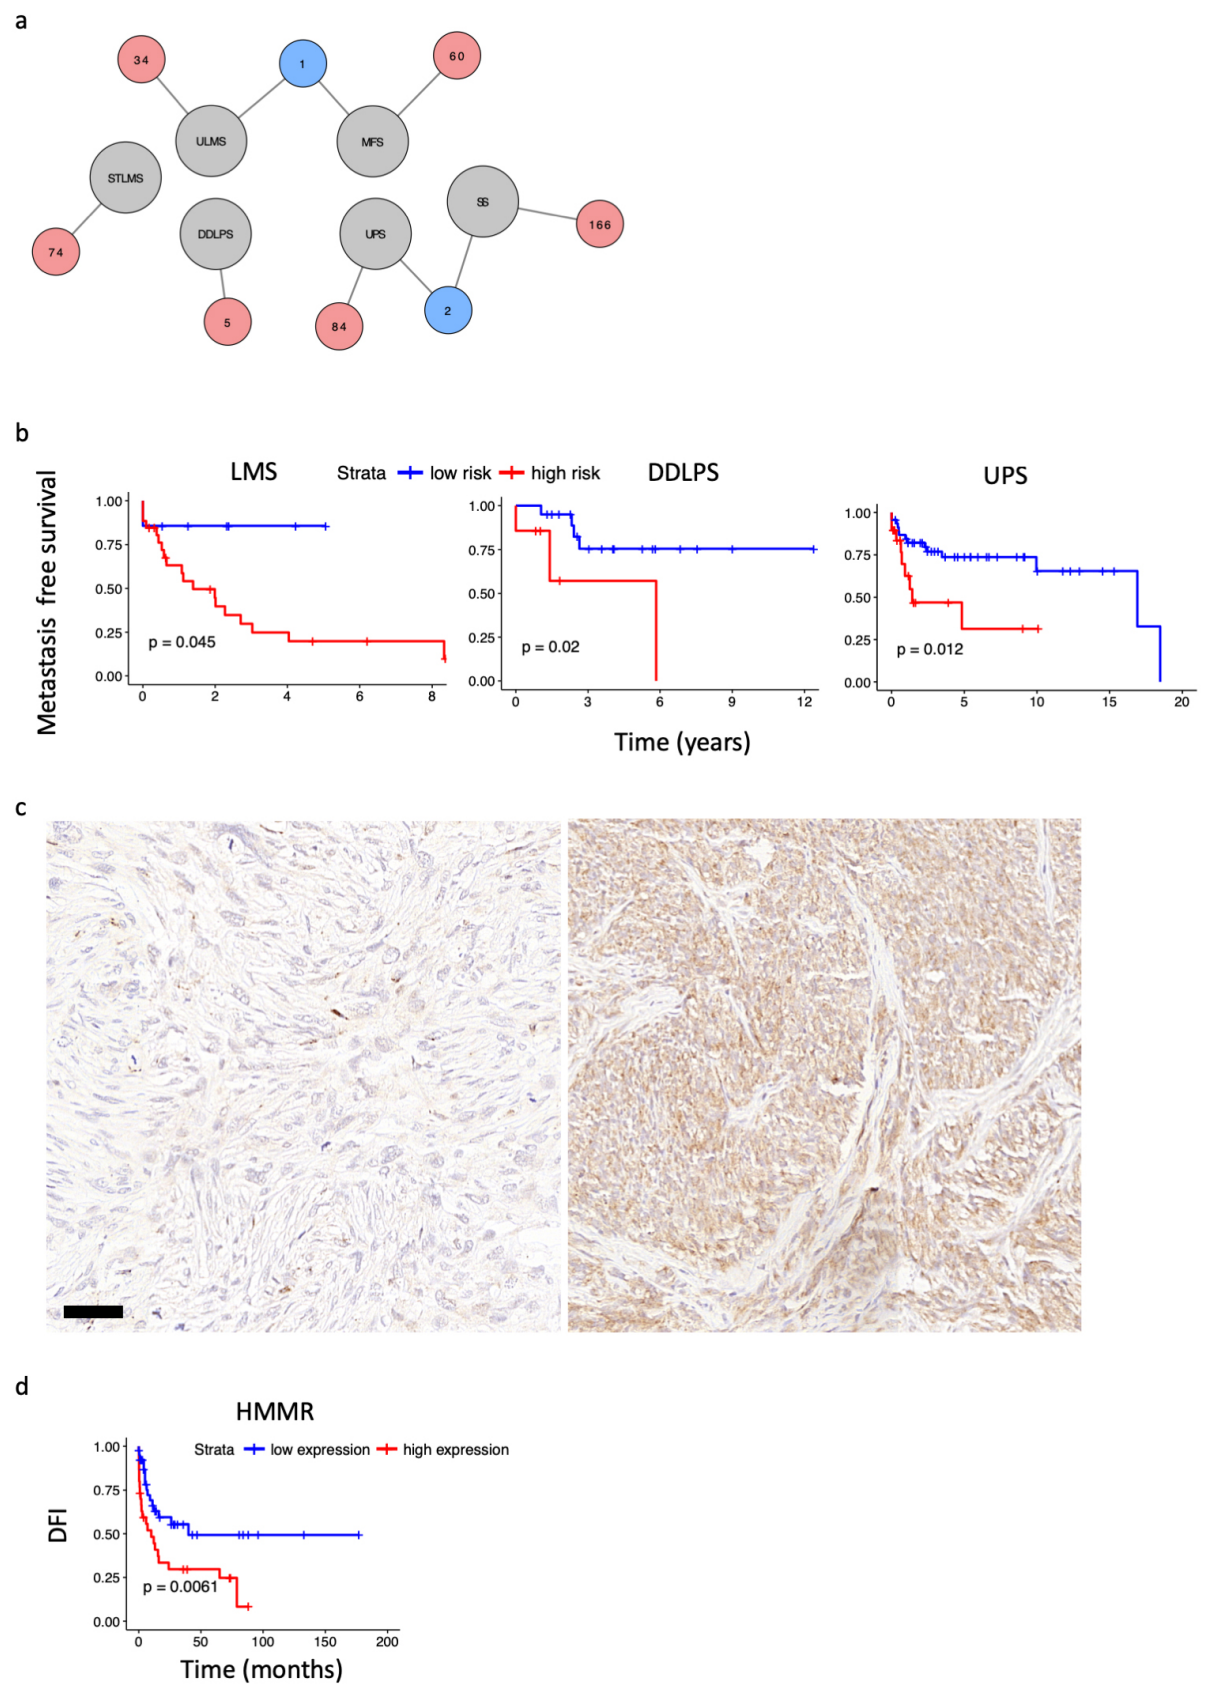 a
34
1
60
ULMS
MFS
STLMS
SS
DDLPS
UPS
166
74
5
84
2
b
Metastasis free survival
LMS
Strata low risk high risk
DDLPS
UPS
1.00
0.75
0.50
0.25
0.00
p = 0.045
0 2 4 6 8
1.00
0.75
0.50
0.25
0.00
p = 0.02
0 3 6 9 12
1.00
0.75
0.50
0.25
0.00
p = 0.012
0 5 10 15 20
Time (years)
c
d
HMMR
Strata low expression high expression
DFI
1.00
0.75
0.50
0.25
0.00
p = 0.0061
0 50 100 150 200
Time (months)